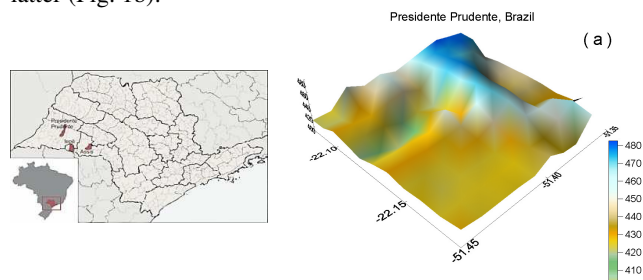 latter (Fig. 1b).
Presidente Prudente, Brazil
( a )
Presidente
Prudente
Assis
-22.10
-22.15
-51.45
-51.40
480
470
460
450
440
430
420
410